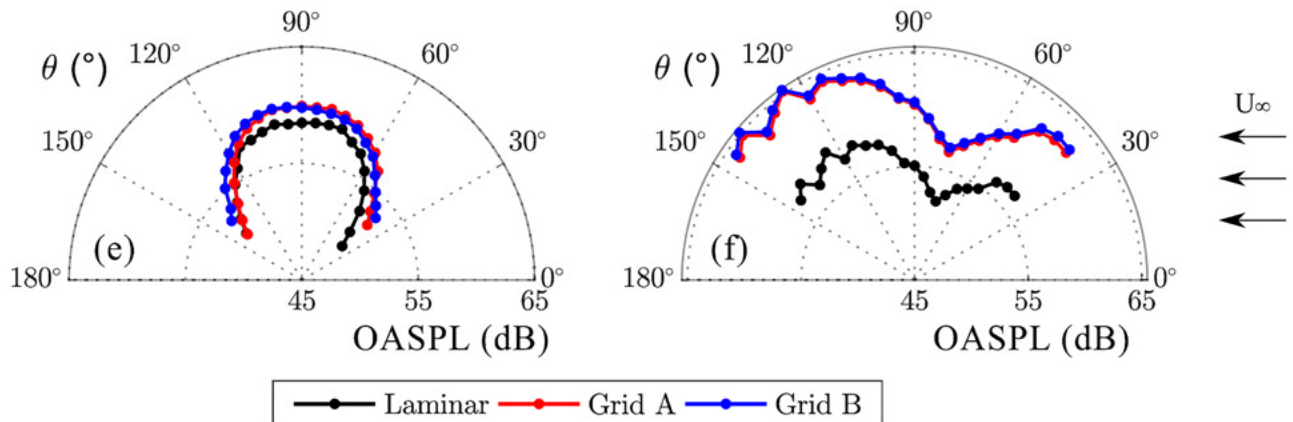 90° 90°
120° 60° 120° 60°
θ (°) θ (°)
U∞
150° 30° 150° 30°
(e) (f)
180° 0° 180° 0°
45 55 65 45 55 65
OASPL (dB) OASPL (dB)
Laminar Grid A Grid B